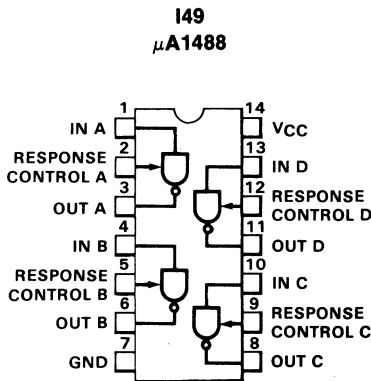 I49
μA1488
1
14
IN A
VCC
2
13
RESPONSE
CONTROL A
IN D
3
12
OUT A
RESPONSE
CONTROL D
4
11
IN B
OUT D
5
10
RESPONSE
CONTROL B
IN C
6
9
OUT B
RESPONSE
CONTROL C
7
8
GND
OUT C